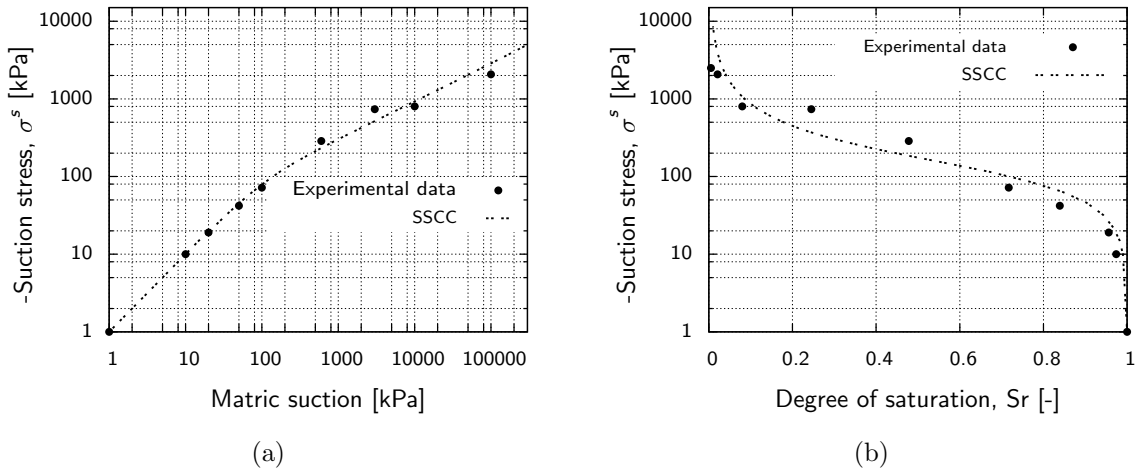 10000
1000
100
10
1
-Suction stress, σˢ [kPa]
Experimental data
SSCC
1 10 100 1000 10000 100000
Matric suction [kPa]
(a)
10000
1000
100
10
1
-Suction stress, σˢ [kPa]
Experimental data
SSCC
0 0.2 0.4 0.6 0.8 1
Degree of saturation, Sr [-]
(b)